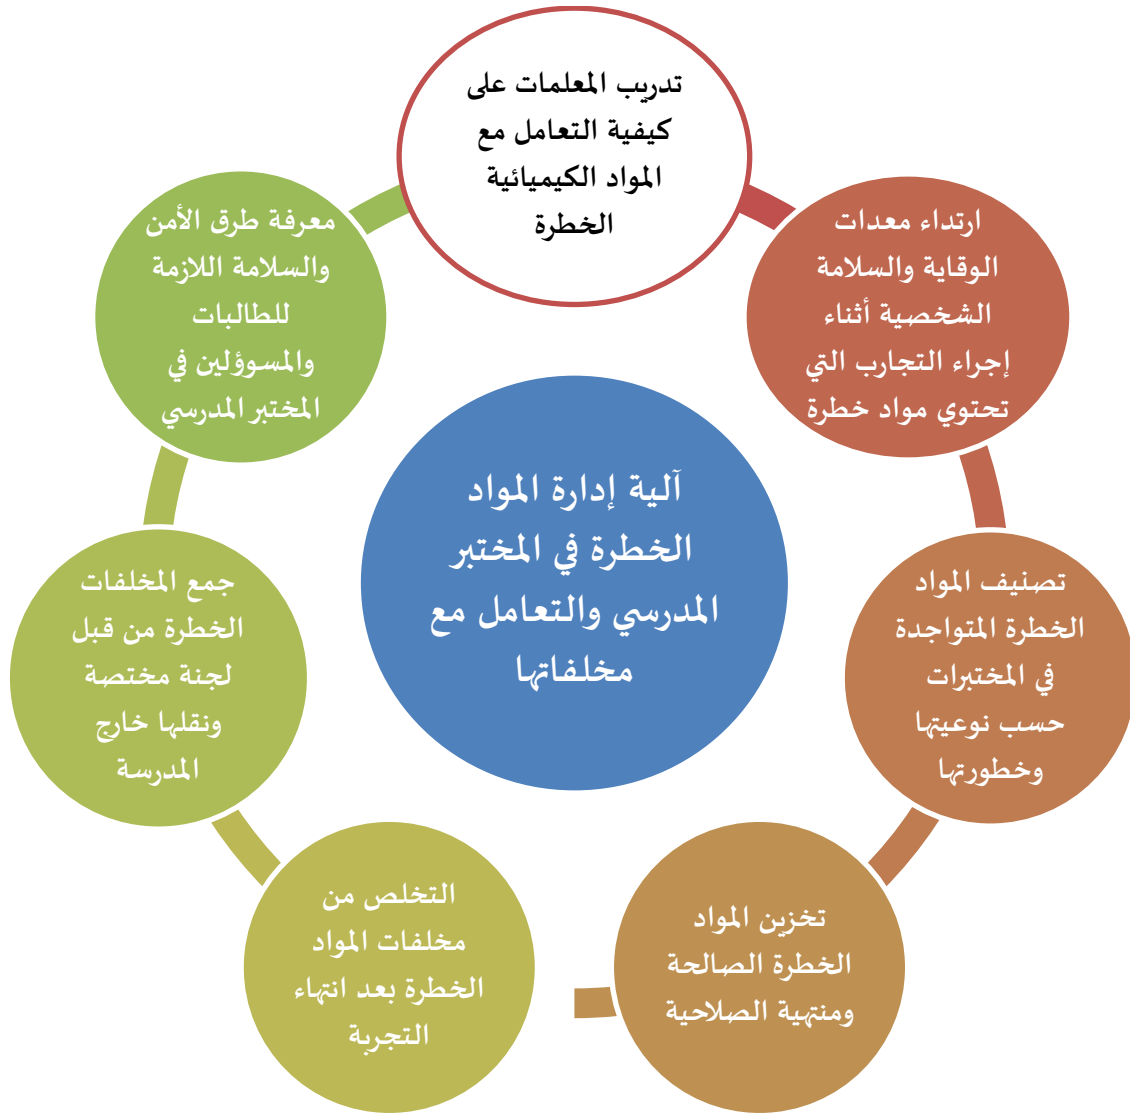 تدريب المعلمات على
كيفية التعامل مع
المواد الكيميائية
الخطرة
ارتداء معدات
الوقاية والسلامة
الشخصية أثناء
إجراء التجارب التي
تحتوي مواد خطرة
تصنيف المواد
الخطرة المتواجدة
في المختبرات
حسب نوعيتها
وخطورتها
تخزين المواد
الخطرة الصالحة
ومنتهية الصلاحية
التخلص من
مخلفات المواد
الخطرة بعد انتهاء
التجربة
جمع المخلفات
الخطرة من قبل
لجنة مختصة
ونقلها خارج
المدرسة
معرفة طرق الأمن
والسلامة اللازمة
للطالبات
والمسوؤلين في
المختبر المدرسي
آلية إدارة المواد
الخطرة في المختبر
المدرسي والتعامل مع
مخلفاتها